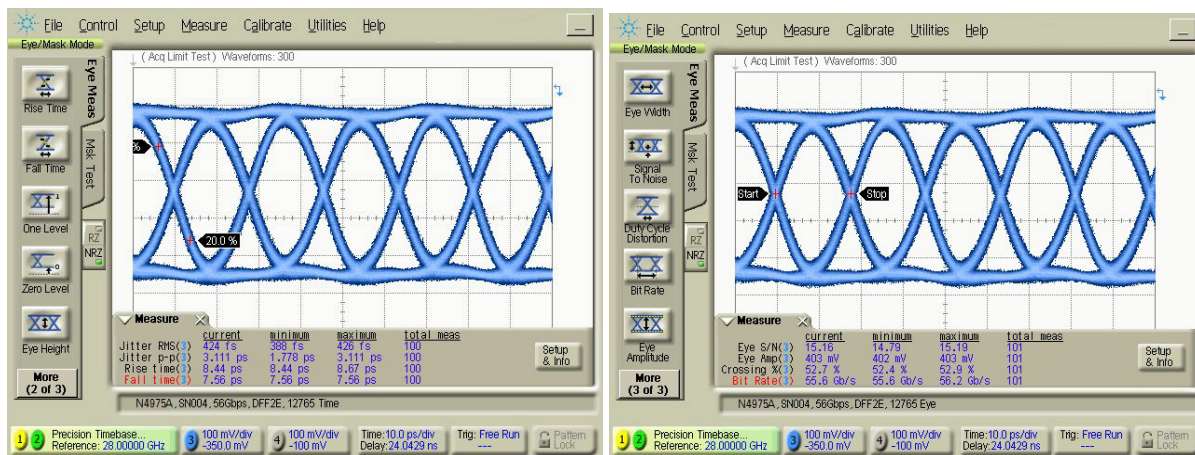 File Control Setup Measure Calibrate Utilities Help
Eye/Mask Mode
( Acq Limit Test ) Waveforms: 300
Eye Meas
Msk Test
Rise Time
Fall Time
One Level
Zero Level
Eye Height
More
(2 of 3)
RZ
NRZ
%
20.0 %
Measure
current minimum maximum total meas
Jitter RMS(3) 424 fs 388 fs 426 fs 100
Jitter p-p(3) 3.111 ps 1.778 ps 3.111 ps 100
Rise time(3) 8.44 ps 8.44 ps 8.67 ps 100
Fall time(3) 7.56 ps 7.56 ps 7.56 ps 100
Setup
& Info
N4975A, SN004, 56Gbps, DFF2E, 12765 Time
1 2 Precision Timebase...
Reference: 28.00000 GHz
3 100 mV/div
-350.0 mV
4 100 mV/div
-100 mV
Time:10.0 ps/div
Delay:24.0429 ns
Trig: Free Run
---
Pattern
Lock
File Control Setup Measure Calibrate Utilities Help
Eye/Mask Mode
( Acq Limit Test ) Waveforms: 300
Eye Meas
Msk Test
Eye Width
Signal
To Noise
Duty Cycle
Distortion
Bit Rate
Eye
Amplitude
More
(3 of 3)
RZ
NRZ
Start
Stop
Measure
current minimum maximum total meas
Eye S/N(3) 15.16 14.79 15.19 101
Eye Amp(3) 403 mV 402 mV 403 mV 101
Crossing %(3) 52.7 % 52.4 % 52.9 % 101
Bit Rate(3) 55.6 Gb/s 55.6 Gb/s 56.2 Gb/s 101
Setup
& Info
N4975A, SN004, 56Gbps, DFF2E, 12765 Eye
1 2 Precision Timebase...
Reference: 28.00000 GHz
3 100 mV/div
-350.0 mV
4 100 mV/div
-100 mV
Time:10.0 ps/div
Delay:24.0429 ns
Trig: Free Run
---
Pattern
Lock